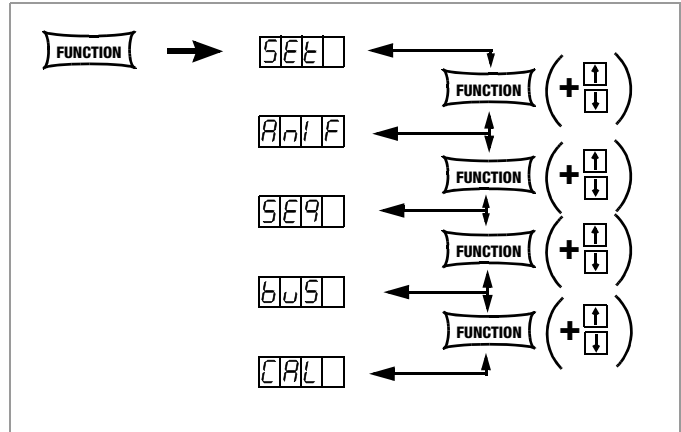 FUNCTION
SEt
FUNCTION ( + )
AnIF
FUNCTION ( + )
SEq
FUNCTION ( + )
buS
FUNCTION ( + )
CAL